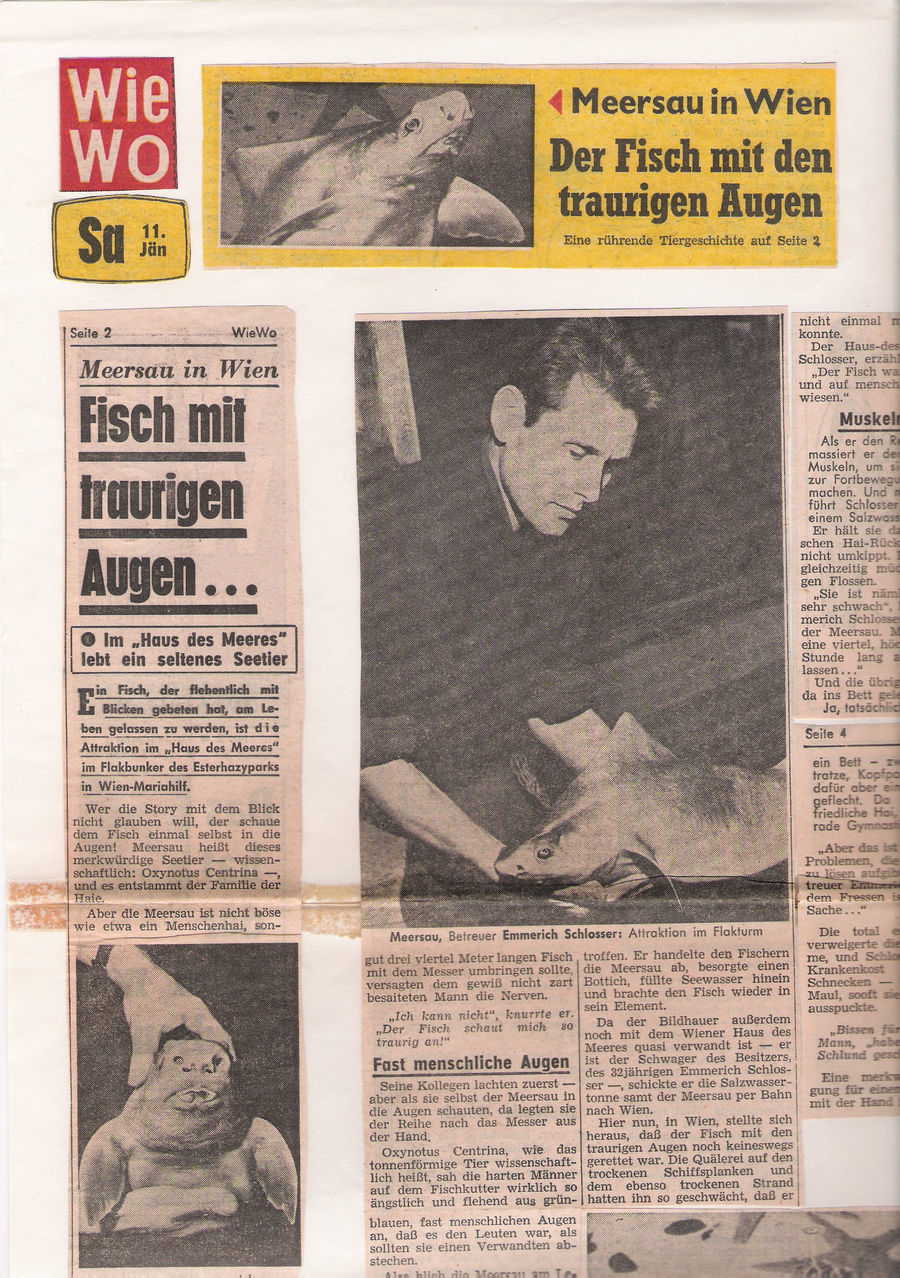 Wie
Wo
Sa 11.
Jän
Meersau in Wien
Der Fisch mit den
traurigen Augen
Eine rührende Tiergeschichte auf Seite 2
Seite 2 WieWo
Meersau in Wien
Fisch mit
traurigen
Augen...
Im „Haus des Meeres“
lebt ein seltenes Seetier
Ein Fisch, der flehentlich mit
Blicken gebeten hat, am Le-
ben gelassen zu werden, ist die
Attraktion im „Haus des Meeres“
im Flakbunker des Esterhazyparks
in Wien-Mariahilf.
Wer die Story mit dem Blick
nicht glauben will, der schaue
dem Fisch einmal selbst in die
Augen! Meersau heißt dieses
merkwürdige Seetier — wissen-
schaftlich: Oxynotus Centrina —,
und es entstammt der Familie der
Haie.
Aber die Meersau ist nicht böse
wie etwa ein Menschenhai, son-
Meersau, Betreuer Emmerich Schlosser: Attraktion im Flakturm
gut drei viertel Meter langen Fisch
mit dem Messer umbringen sollte,
versagten dem gewiß nicht zart
besaiteten Mann die Nerven.
„Ich kann nicht“, knurrte er.
„Der Fisch schaut mich so
traurig an!“
Fast menschliche Augen
Seine Kollegen lachten zuerst —
aber als sie selbst der Meersau in
die Augen schauten, da legten sie
der Reihe nach das Messer aus
der Hand.
Oxynotus Centrina, wie das
tonnenförmige Tier wissenschaft-
lich heißt, sah die harten Männer
auf dem Fischkutter wirklich so
ängstlich und flehend aus grün-
blauen, fast menschlichen Augen
an, daß es den Leuten war, als
sollten sie einen Verwandten ab-
stechen.
troffen. Er handelte den Fischern
die Meersau ab, besorgte einen
Bottich, füllte Seewasser hinein
und brachte den Fisch wieder in
sein Element.
Da der Bildhauer außerdem
noch mit dem Wiener Haus des
Meeres quasi verwandt ist — er
ist der Schwager des Besitzers,
des 32jährigen Emmerich Schlos-
ser —, schickte er die Salzwasser-
tonne samt der Meersau per Bahn
nach Wien.
Hier nun, in Wien, stellte sich
heraus, daß der Fisch mit den
traurigen Augen noch keineswegs
gerettet war. Die Quälerei auf den
trockenen Schiffsplanken und
dem ebenso trockenen Strand
hatten ihn so geschwächt, daß er
nicht einmal
konnte.
Der Haus-des
Schlosser, erzähl
„Der Fisch wa
und auf mensch
wiesen.“
Muskel
Als er den
massiert er de
Muskeln, um
zur Fortbewegu
machen. Und
führt Schlosser
einem Salzwass
Er hält sie
schen Hai-Rück
nicht umkippt.
gleichzeitig mü
gen Flossen.
„Sie ist näml
sehr schwach“,
merich Schlosse
der Meersau. M
eine viertel, hö
Stunde lang
lassen...“
Und die übrig
da ins Bett gele
Ja, tatsächlic
Seite 4
ein Bett —
tratze, Kopfpo
dafür aber ein
geflecht. Da
friedliche Hai,
rade Gymnast
„Aber das ist
Problemen, die
zu lösen aufgib
treuer Emmeri
dem Fressen
Sache...“
Die total
verweigerte die
me, und Schlo
Krankenkost
Schnecken —
Maul, sooft sie
ausspuckte.
„Bissen für
Mann, „habe
Schlund gesc
Eine merkw
gung für einen
mit der Hand